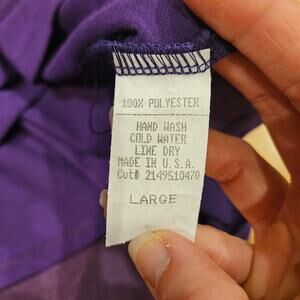 100% POLYESTER
HAND WASH
COLD WATER
LINE DRY
MADE IN U.S.A.
Cut# 2149510470
LARGE